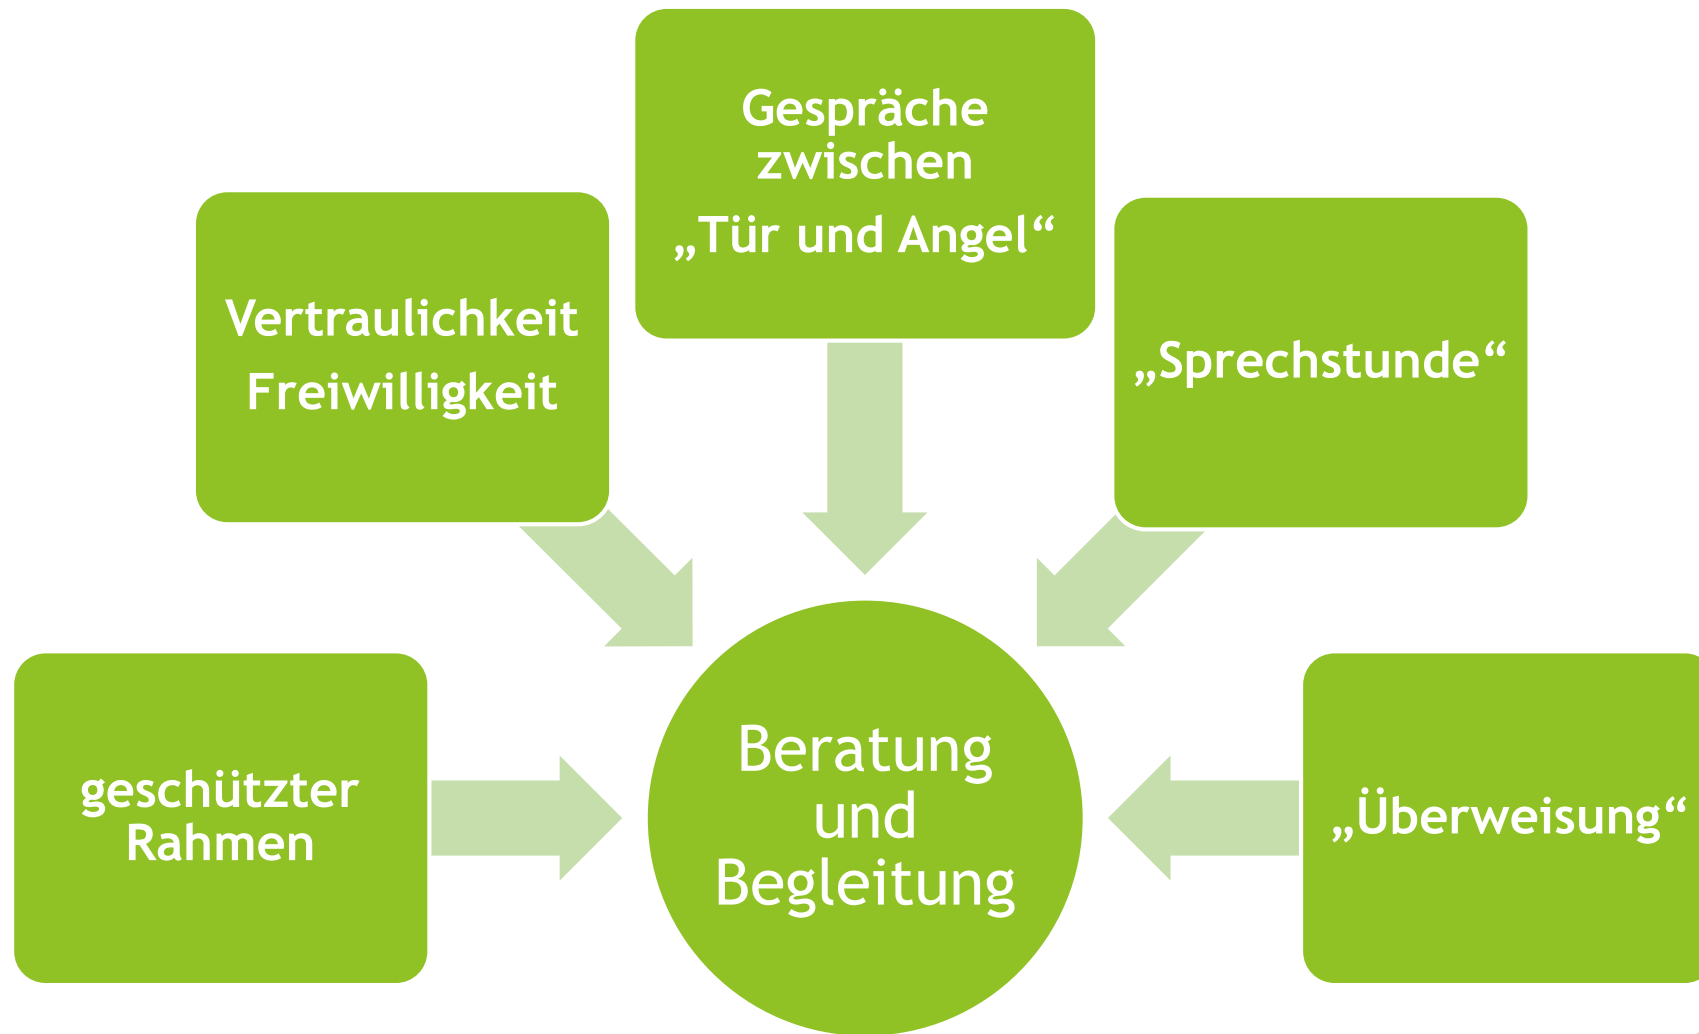 Gespräche
zwischen
„Tür und Angel“
Vertraulichkeit
Freiwilligkeit
„Sprechstunde“
geschützter
Rahmen
Beratung
und
Begleitung
„Überweisung“